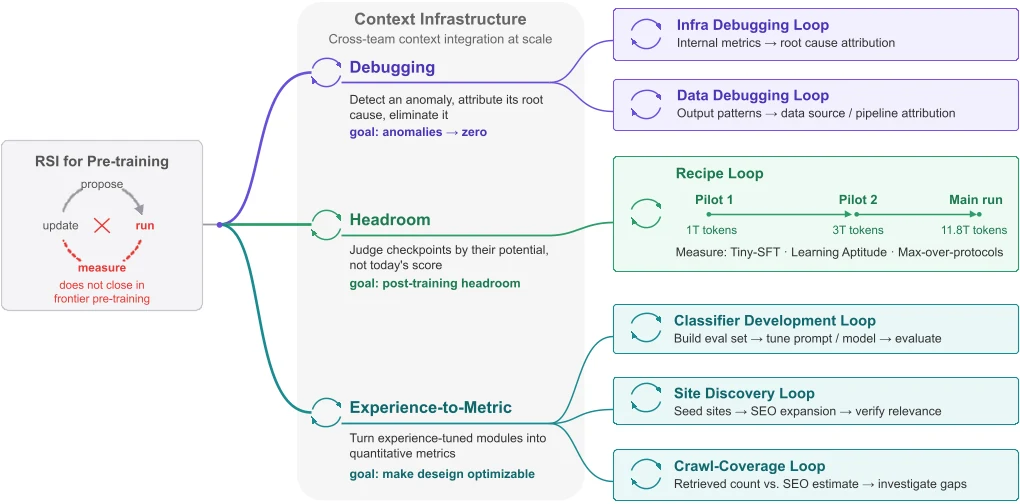 RSI for Pre-training
propose
update
run
measure
does not close in
frontier pre-training
Context Infrastructure
Cross-team context integration at scale
Debugging
Detect an anomaly, attribute its root
cause, eliminate it
goal: anomalies → zero
Infra Debugging Loop
Internal metrics → root cause attribution
Data Debugging Loop
Output patterns → data source / pipeline attribution
Headroom
Judge checkpoints by their potential,
not today's score
goal: post-training headroom
Recipe Loop
Pilot 1 Pilot 2 Main run
1T tokens 3T tokens 11.8T tokens
Measure: Tiny-SFT · Learning Aptitude · Max-over-protocols
Experience-to-Metric
Turn experience-tuned modules into
quantitative metrics
goal: make deseign optimizable
Classifier Development Loop
Build eval set → tune prompt / model → evaluate
Site Discovery Loop
Seed sites → SEO expansion → verify relevance
Crawl-Coverage Loop
Retrieved count vs. SEO estimate → investigate gaps